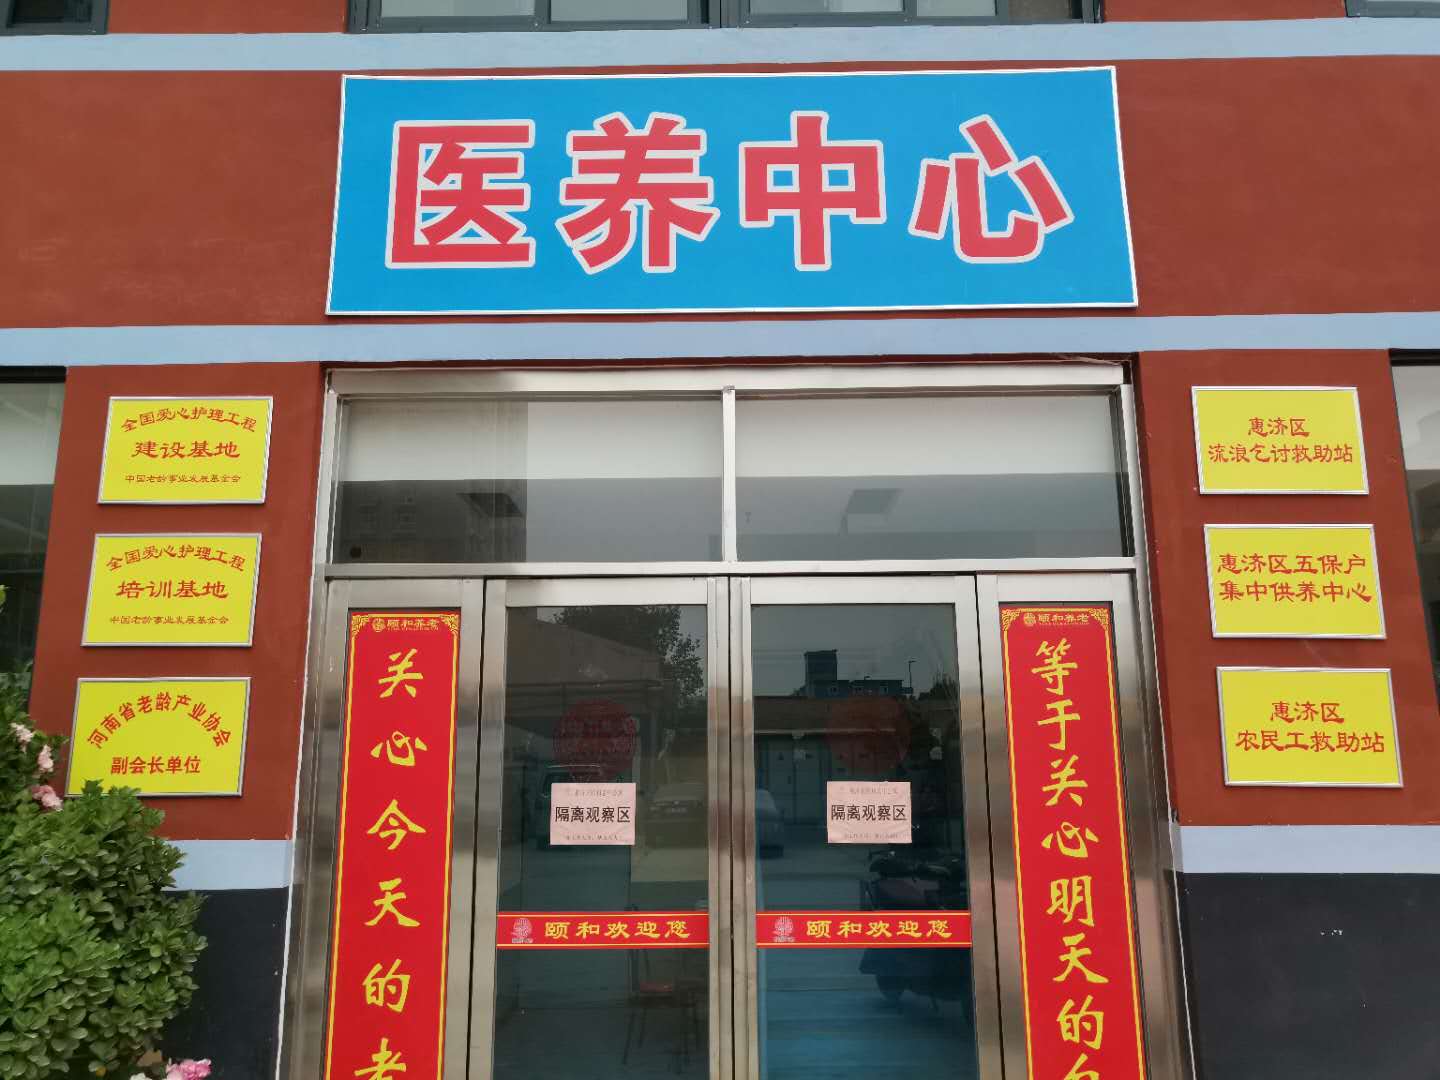 医养中心
全国爱心护理工程
建设基地
中国老龄事业发展基金会
全国爱心护理工程
培训基地
中国老龄事业发展基金会
河南省老龄产业协会
副会长单位
惠济区
流浪乞讨救助站
惠济区五保户
集中供养中心
惠济区
农民工救助站
颐和养老
关心今天的老
颐和养老
等于关心明天的自
隔离观察区
隔离观察区
颐和欢迎您
颐和欢迎您